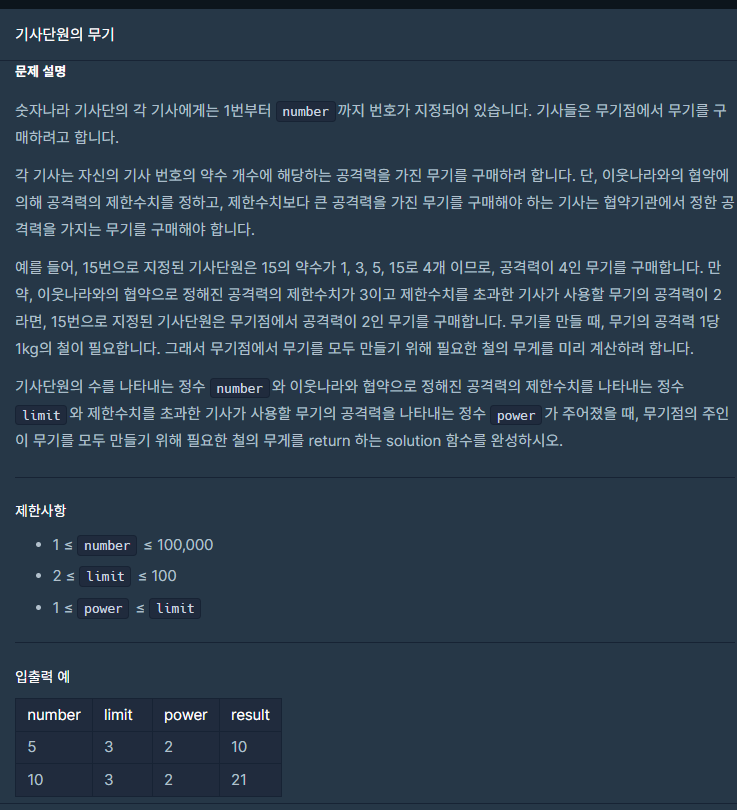 기사단원의 무기
문제 설명
숫자나라 기사단의 각 기사에게는 1번부터 number 까지 번호가 지정되어 있습니다. 기사들은 무기점에서 무기를 구
매하려고 합니다.
각 기사는 자신의 기사 번호의 약수 개수에 해당하는 공격력을 가진 무기를 구매하려 합니다. 단, 이웃나라와의 협약에
의해 공격력의 제한수치를 정하고, 제한수치보다 큰 공격력을 가진 무기를 구매해야 하는 기사는 협약기관에서 정한 공
격력을 가지는 무기를 구매해야 합니다.
예를 들어, 15번으로 지정된 기사단원은 15의 약수가 1, 3, 5, 15로 4개 이므로, 공격력이 4인 무기를 구매합니다. 만
약, 이웃나라와의 협약으로 정해진 공격력의 제한수치가 3이고 제한수치를 초과한 기사가 사용할 무기의 공격력이 2
라면, 15번으로 지정된 기사단원은 무기점에서 공격력이 2인 무기를 구매합니다. 무기를 만들 때, 무기의 공격력 1당
1kg의 철이 필요합니다. 그래서 무기점에서 무기를 모두 만들기 위해 필요한 철의 무게를 미리 계산하려 합니다.
기사단원의 수를 나타내는 정수 number 와 이웃나라와 협약으로 정해진 공격력의 제한수치를 나타내는 정수
limit 와 제한수치를 초과한 기사가 사용할 무기의 공격력을 나타내는 정수 power 가 주어졌을 때, 무기점의 주인
이 무기를 모두 만들기 위해 필요한 철의 무게를 return 하는 solution 함수를 완성하시오.
제한사항
• 1 ≤ number ≤ 100,000
• 2 ≤ limit ≤ 100
• 1 ≤ power ≤ limit
입출력 예
number limit power result
5 3 2 10
10 3 2 21